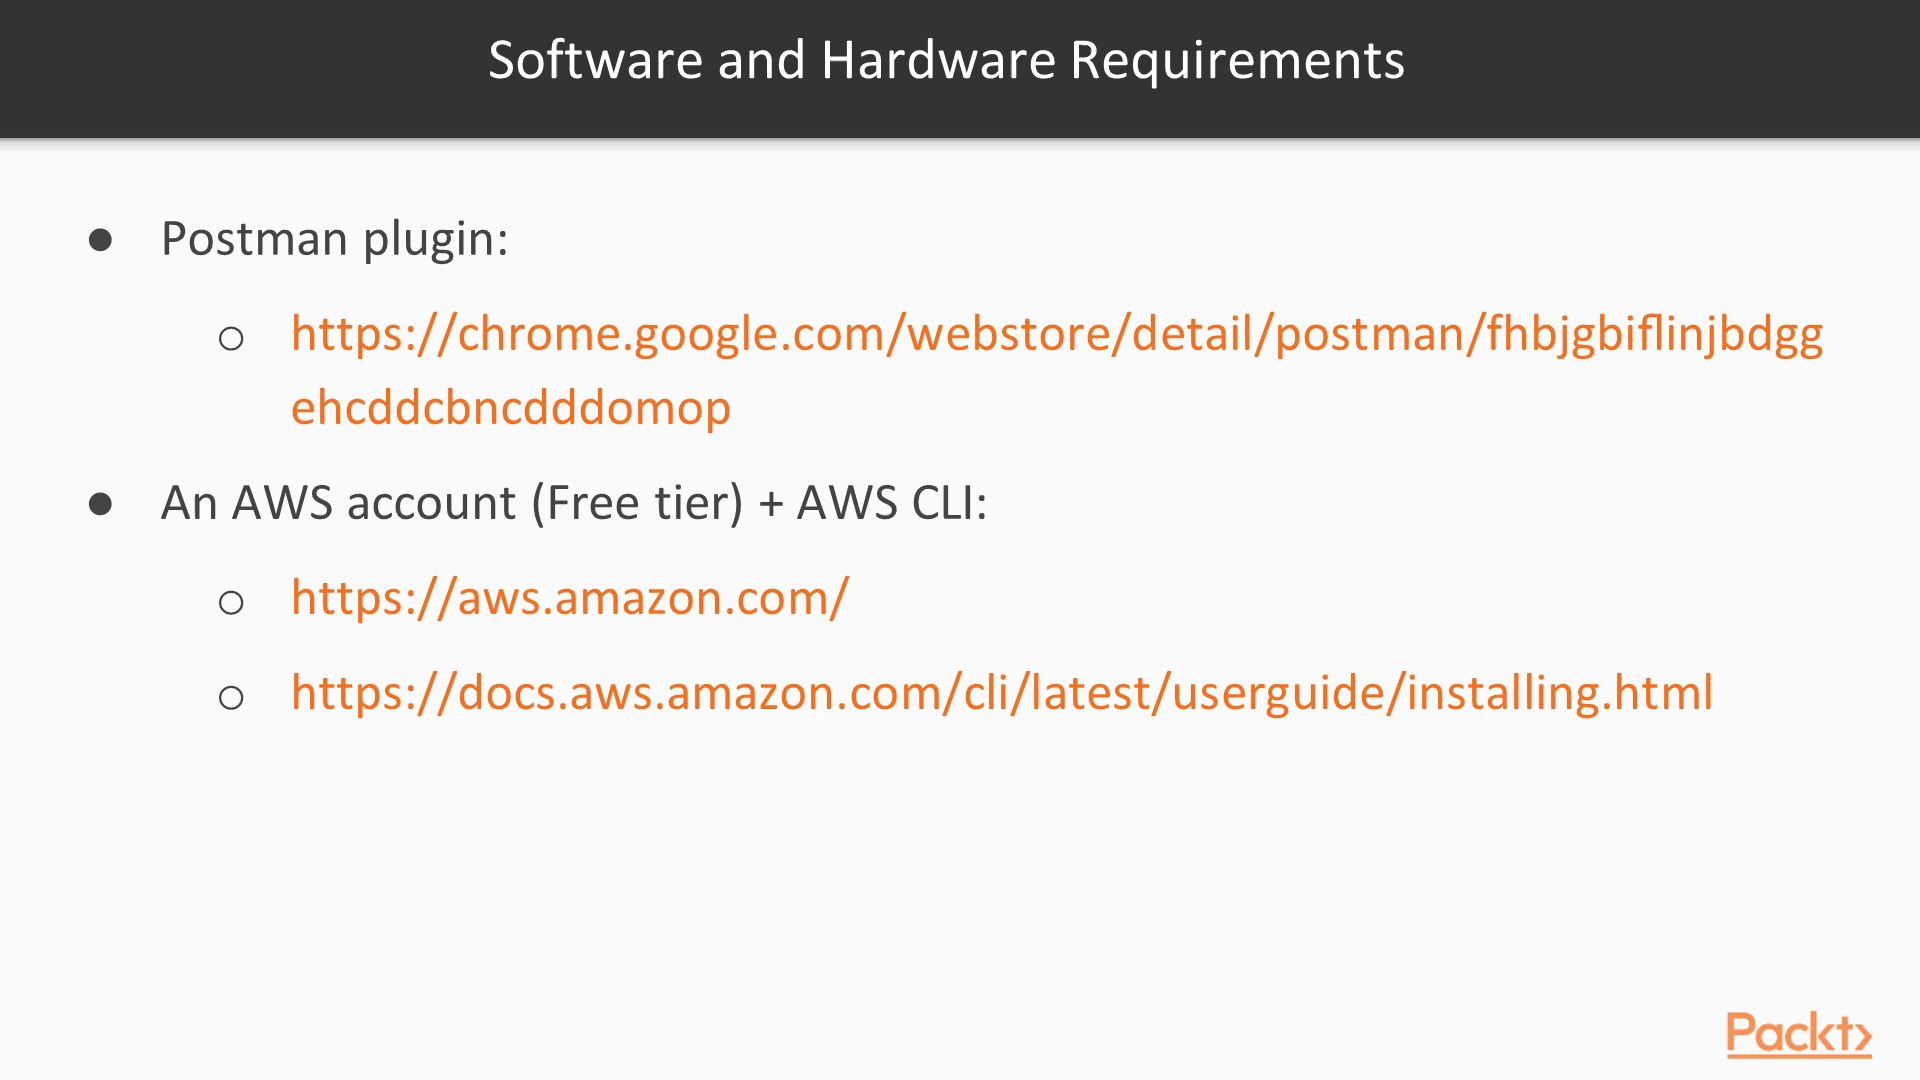 Software and Hardware Requirements
● Postman plugin:
○ https://chrome.google.com/webstore/detail/postman/fhbjgbiflinjbdgg
ehcddcbncdddomop
● An AWS account (Free tier) + AWS CLI:
○ https://aws.amazon.com/
○ https://docs.aws.amazon.com/cli/latest/userguide/installing.html
Packt>